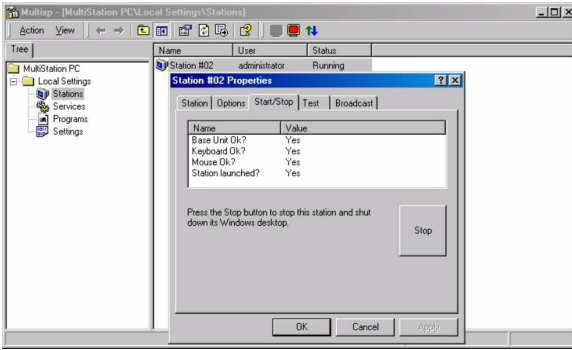 Multixp - [MultiStation PC\Local Settings\Stations]
Action View
Tree
Name User Status
MultiStation PC
Local Settings
Stations
Services
Programs
Settings
Station #02 administrator Running
Station #02 Properties
Station Options Start/Stop Test Broadcast
Name Value
Base Unit Ok? Yes
Keyboard Ok? Yes
Mouse Ok? Yes
Station launched? Yes
Press the Stop button to stop this station and shut
down its Windows desktop.
Stop
OK Cancel Apply